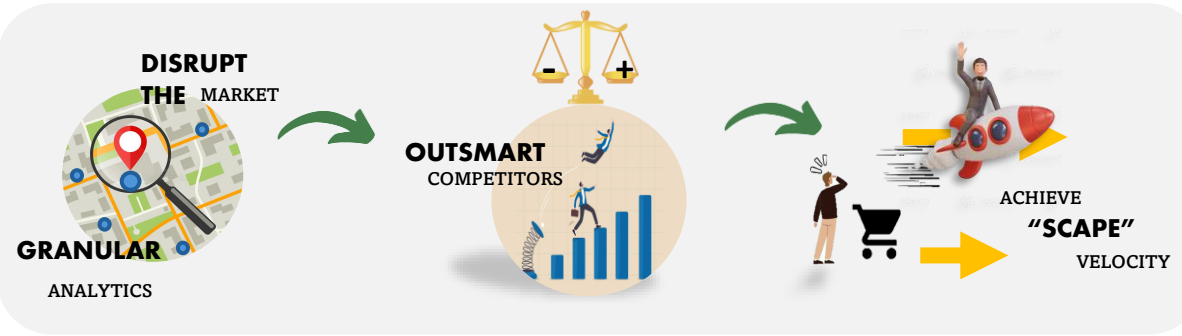 DISRUPT
THE MARKET
GRANULAR
ANALYTICS
- +
OUTSMART
COMPETITORS
ACHIEVE
“SCAPE”
VELOCITY